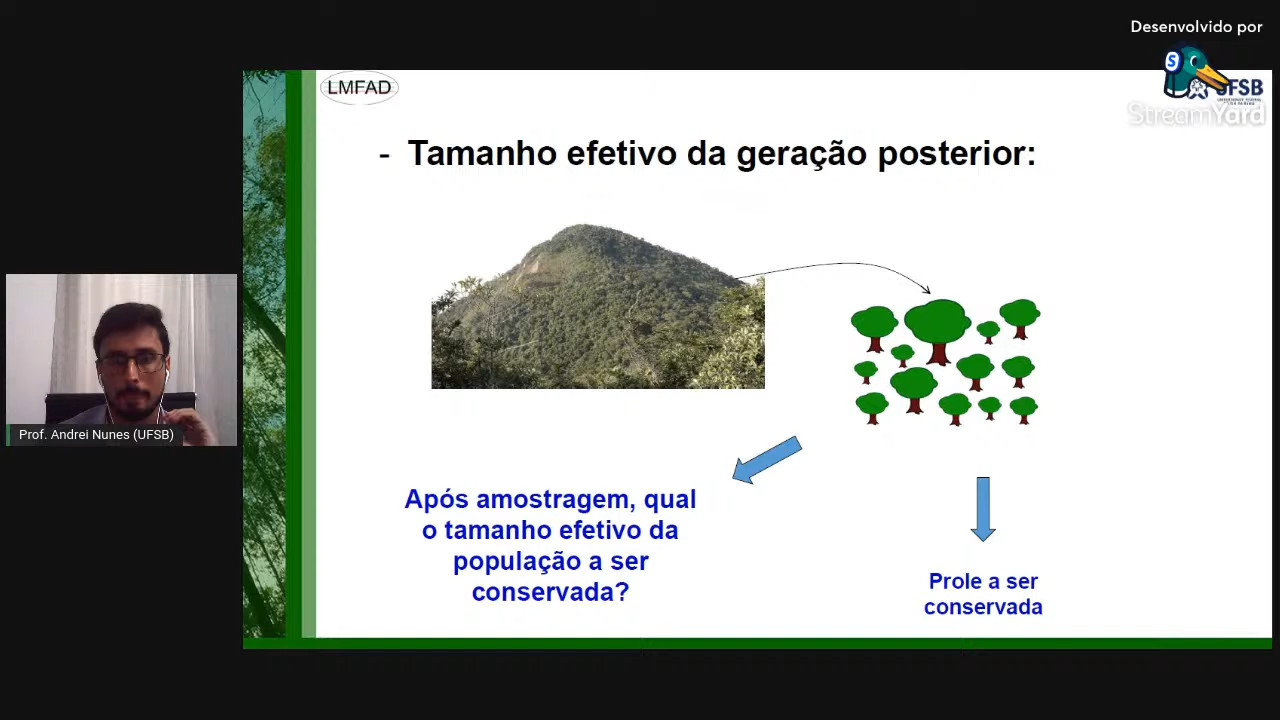 Desenvolvido por
StreamYard
LMFAD
UFSB
- Tamanho efetivo da geração posterior:
Após amostragem, qual
o tamanho efetivo da
população a ser
conservada?
Prole a ser
conservada
Prof. Andrei Nunes (UFSB)